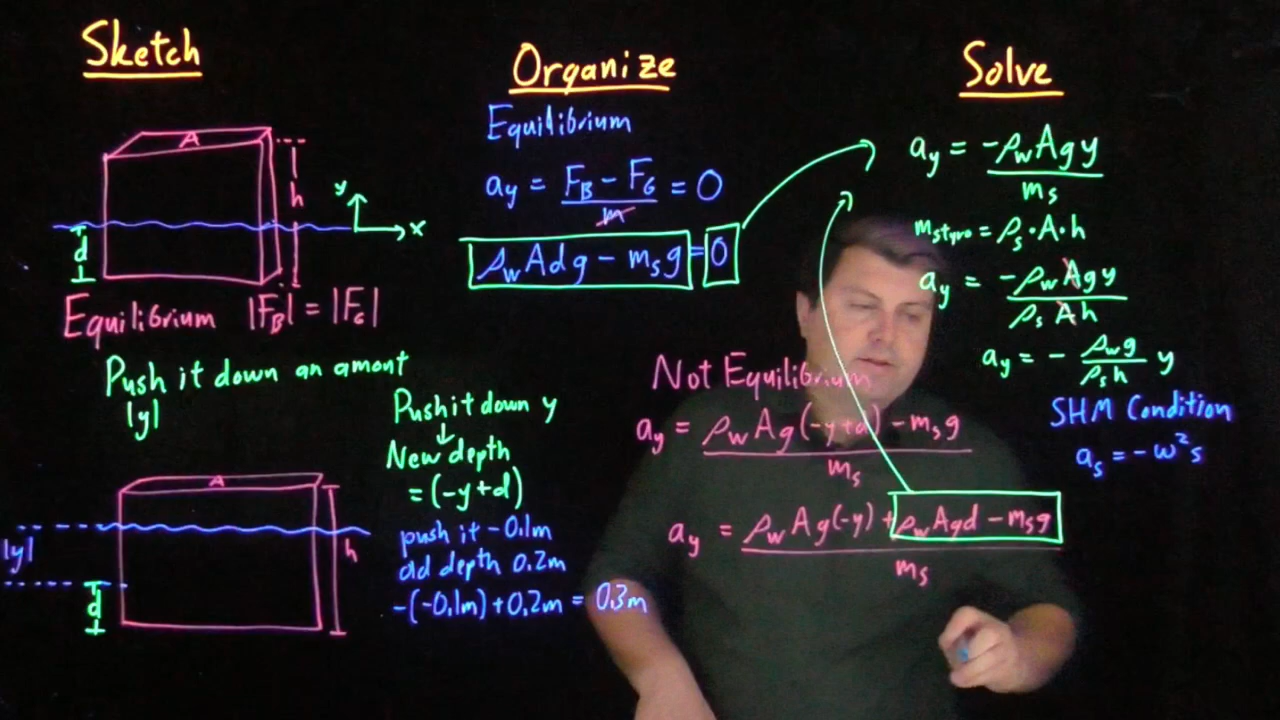 Sketch
A
h
y
x
d
Equilibrium |F_B| = |F_G|
Push it down an amont
|y|
Push it down y
↓
New depth
= (-y+d)
push it -0.1m
old depth 0.2m
-(-0.1m) + 0.2m = 0.3m
A
|y|
h
d
Organize
Equilibrium
a_y = (F_B - F_G)/m = 0
ρ_w A d g - m_s g = 0
Not Equilibrium
a_y = (ρ_w A g (-y+d) - m_s g)/m_s
a_y = (ρ_w A g (-y) + ρ_w A g d - m_s g)/m_s
Solve
a_y = -ρ_w A g y/m_s
m_styro = ρ_s · A · h
a_y = -ρ_w A g y/ρ_s A h
a_y = - ρ_w g/ρ_s h y
SHM Condition
a_s = -ω²s